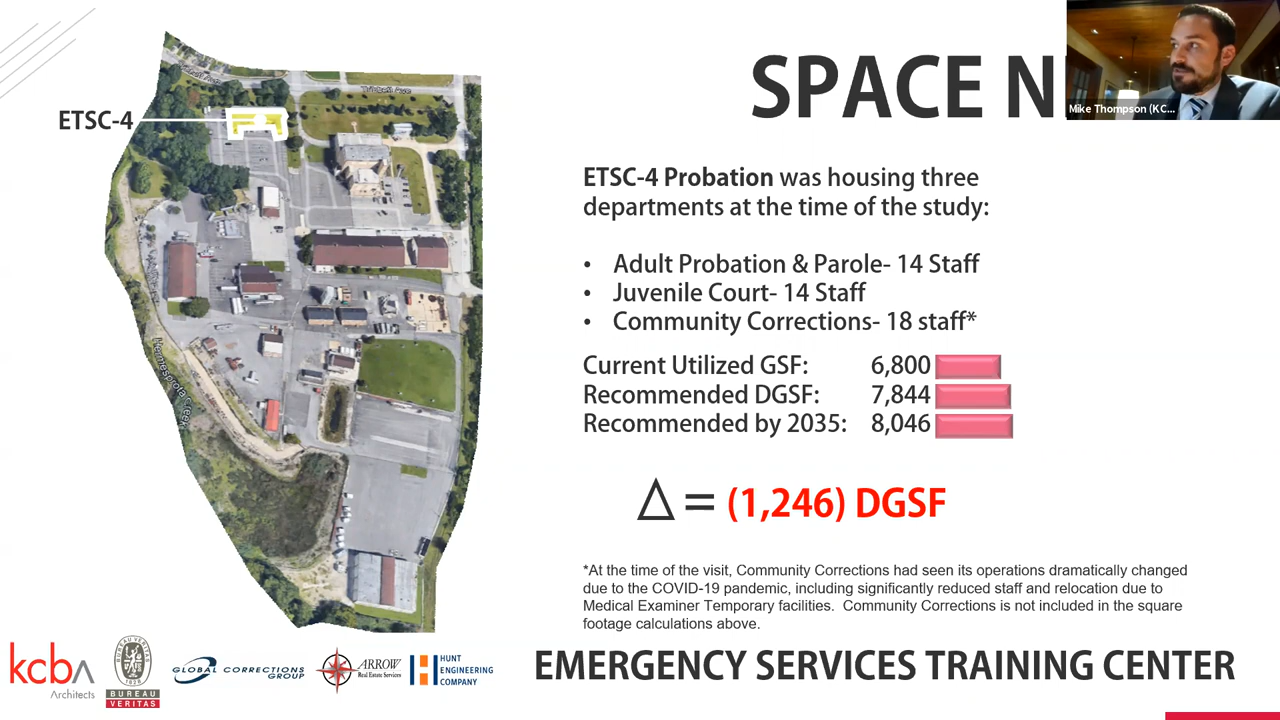 SPACE N
Mike Thompson (KC...
ETSC-4
ETSC-4 Probation was housing three
departments at the time of the study:
• Adult Probation & Parole- 14 Staff
• Juvenile Court- 14 Staff
• Community Corrections- 18 staff*
Current Utilized GSF: 6,800
Recommended DGSF: 7,844
Recommended by 2035: 8,046
Δ = (1,246) DGSF
*At the time of the visit, Community Corrections had seen its operations dramatically changed
due to the COVID-19 pandemic, including significantly reduced staff and relocation due to
Medical Examiner Temporary facilities. Community Corrections is not included in the square
footage calculations above.
Hermesprota Creek
kcba
Architects
BUREAU VERITAS
1828
BUREAU
VERITAS
GLOBAL CORRECTIONS
GROUP
ARROW
Real Estate Services
HUNT
ENGINEERING
COMPANY
EMERGENCY SERVICES TRAINING CENTER